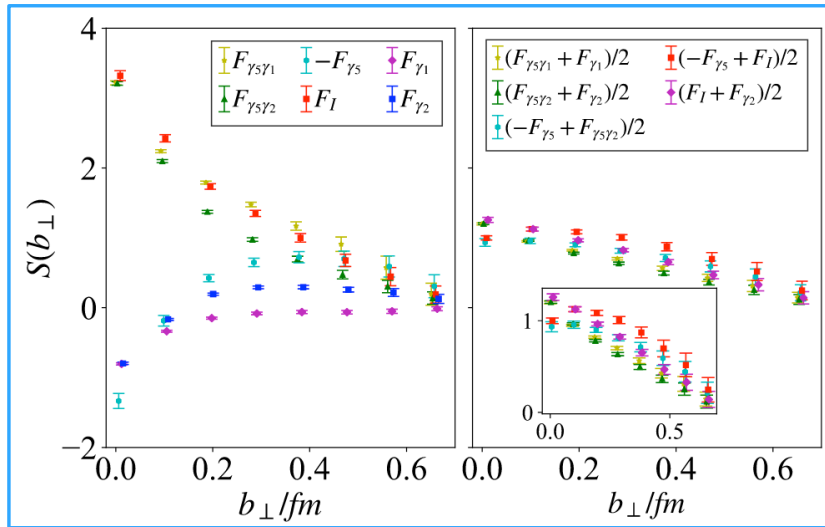 4
2
0
−2
S(b⊥)
F_{γ5γ1} −F_{γ5} F_{γ1}
F_{γ5γ2} F_I F_{γ2}
0.0 0.2 0.4 0.6
b⊥/fm
(F_{γ5γ1} + F_{γ1})/2 (−F_{γ5} + F_I)/2
(F_{γ5γ2} + F_{γ2})/2 (F_I + F_{γ2})/2
(−F_{γ5} + F_{γ5γ2})/2
1
0
0.0 0.5
0.0 0.2 0.4 0.6
b⊥/fm